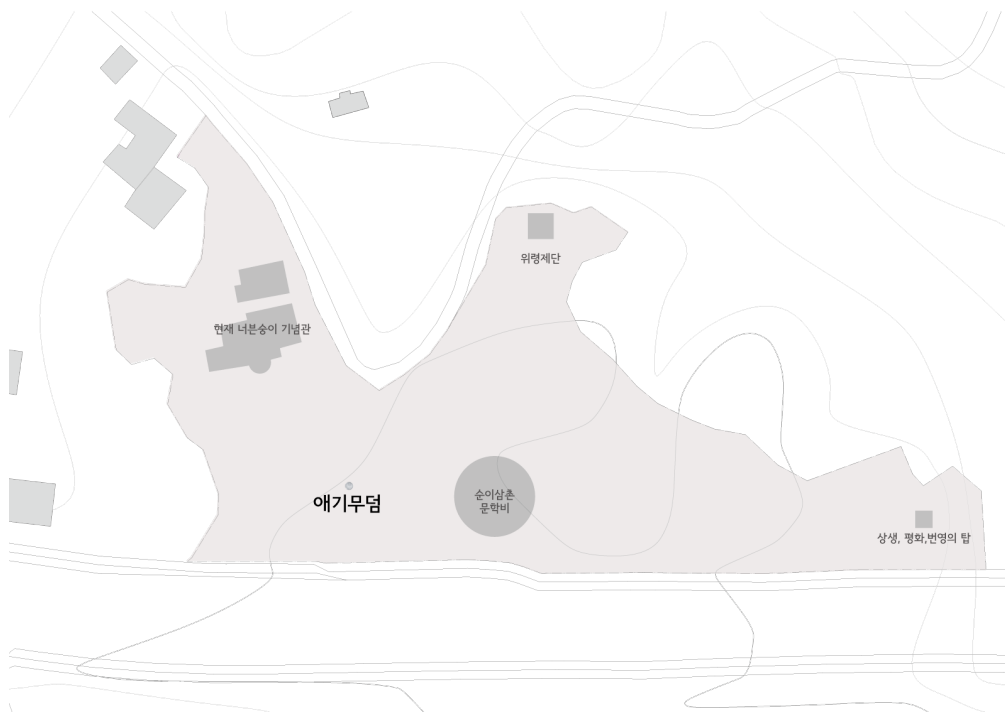 위령제단
현재 너븐숭이 기념관
순이삼촌
문학비
애기무덤
상생, 평화,번영의 탑